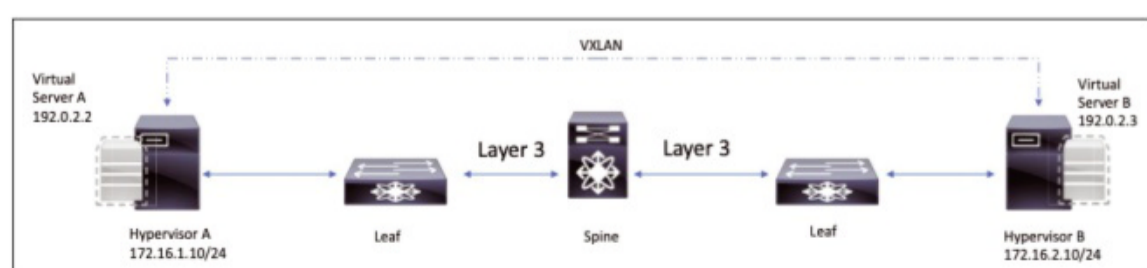 VXLAN
Virtual
Server A
192.0.2.2
Virtual
Server B
192.0.2.3
Layer 3
Layer 3
Hypervisor A
172.16.1.10/24
Leaf
Spine
Leaf
Hypervisor B
172.16.2.10/24